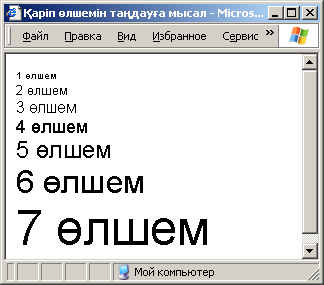 Қаріп өлшемін таңдауға мысал - Micros...
Файл Правка Вид Избранное Сервис »
1 өлшем
2 өлшем
3 өлшем
4 өлшем
5 өлшем
6 өлшем
7 өлшем
Мой компьютер